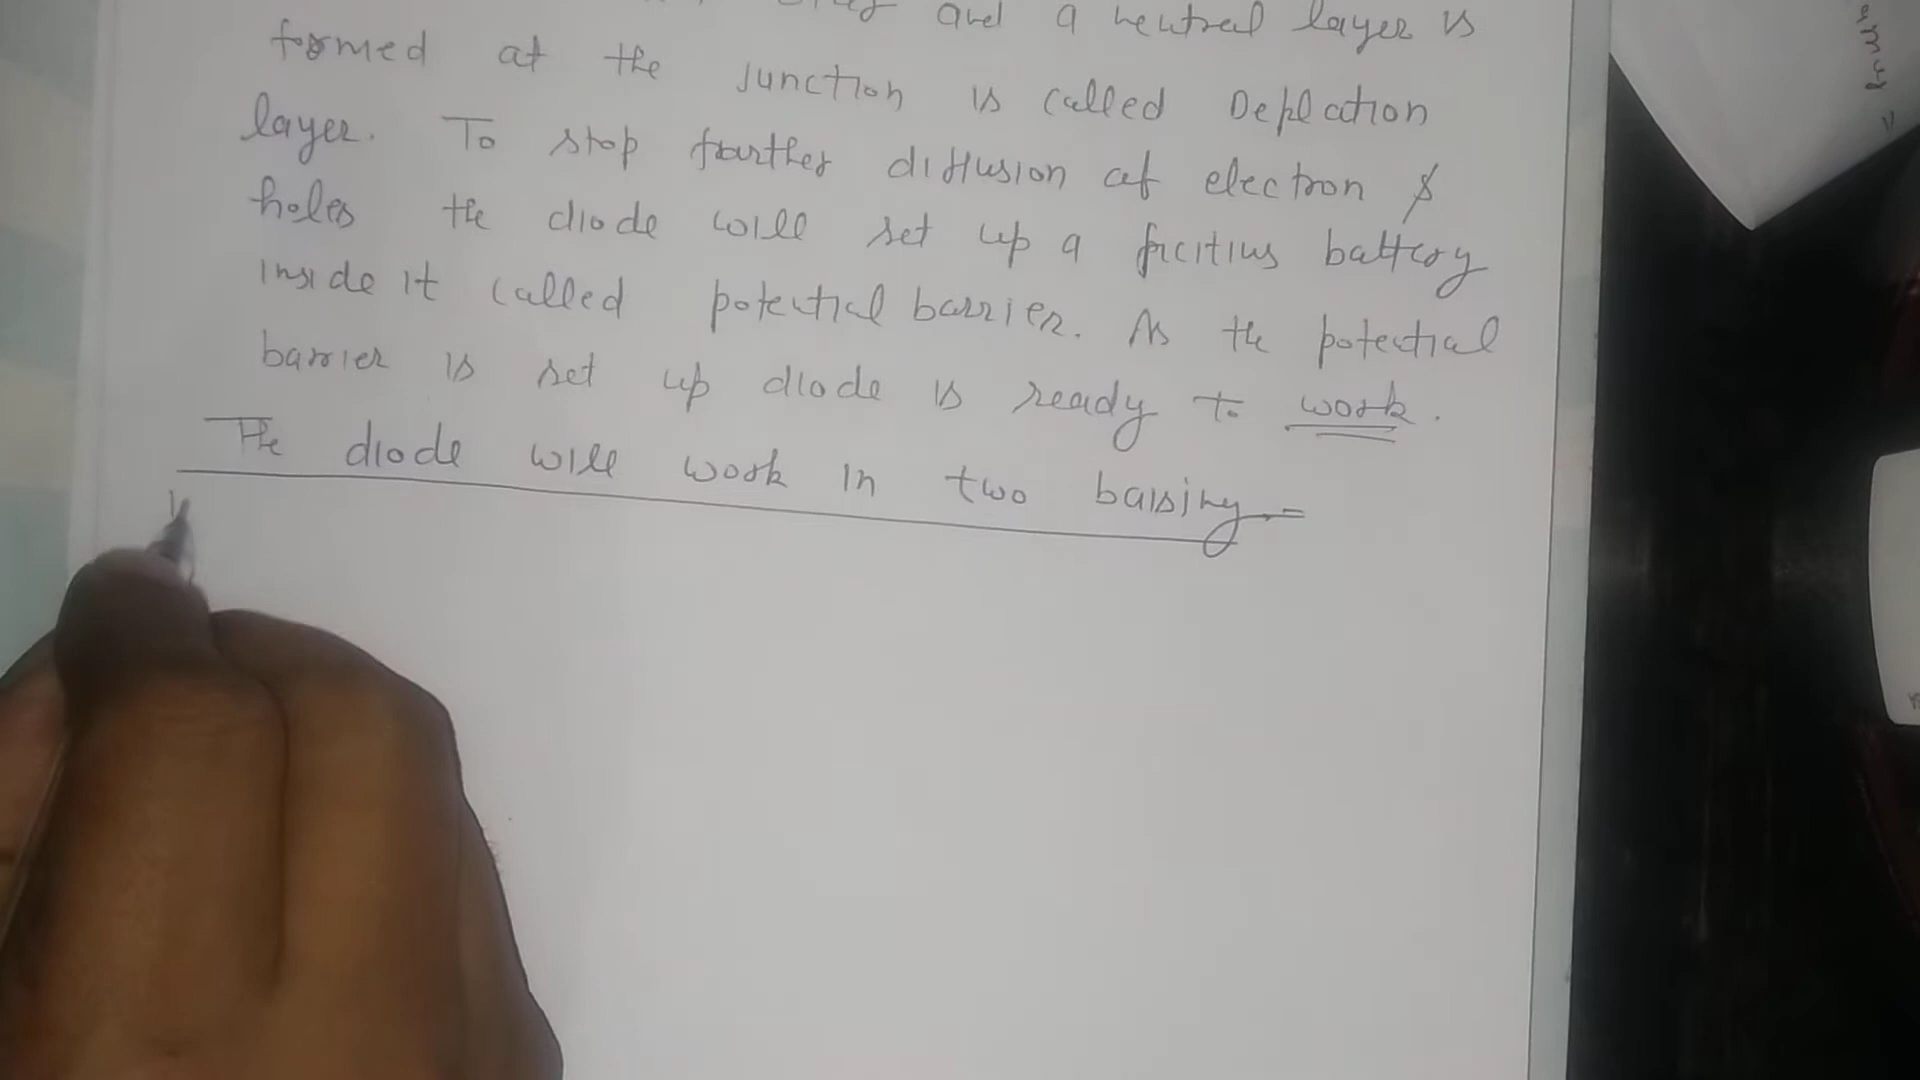 and a neutral layer is
formed at the junction is called Deplation
layer. To stop further diffusion of electron &
holes the diode will set up a ficitius battery
inside it called potential barrier. As the potential
barrier is set up diode is ready to work.
The diode will work in two baising -